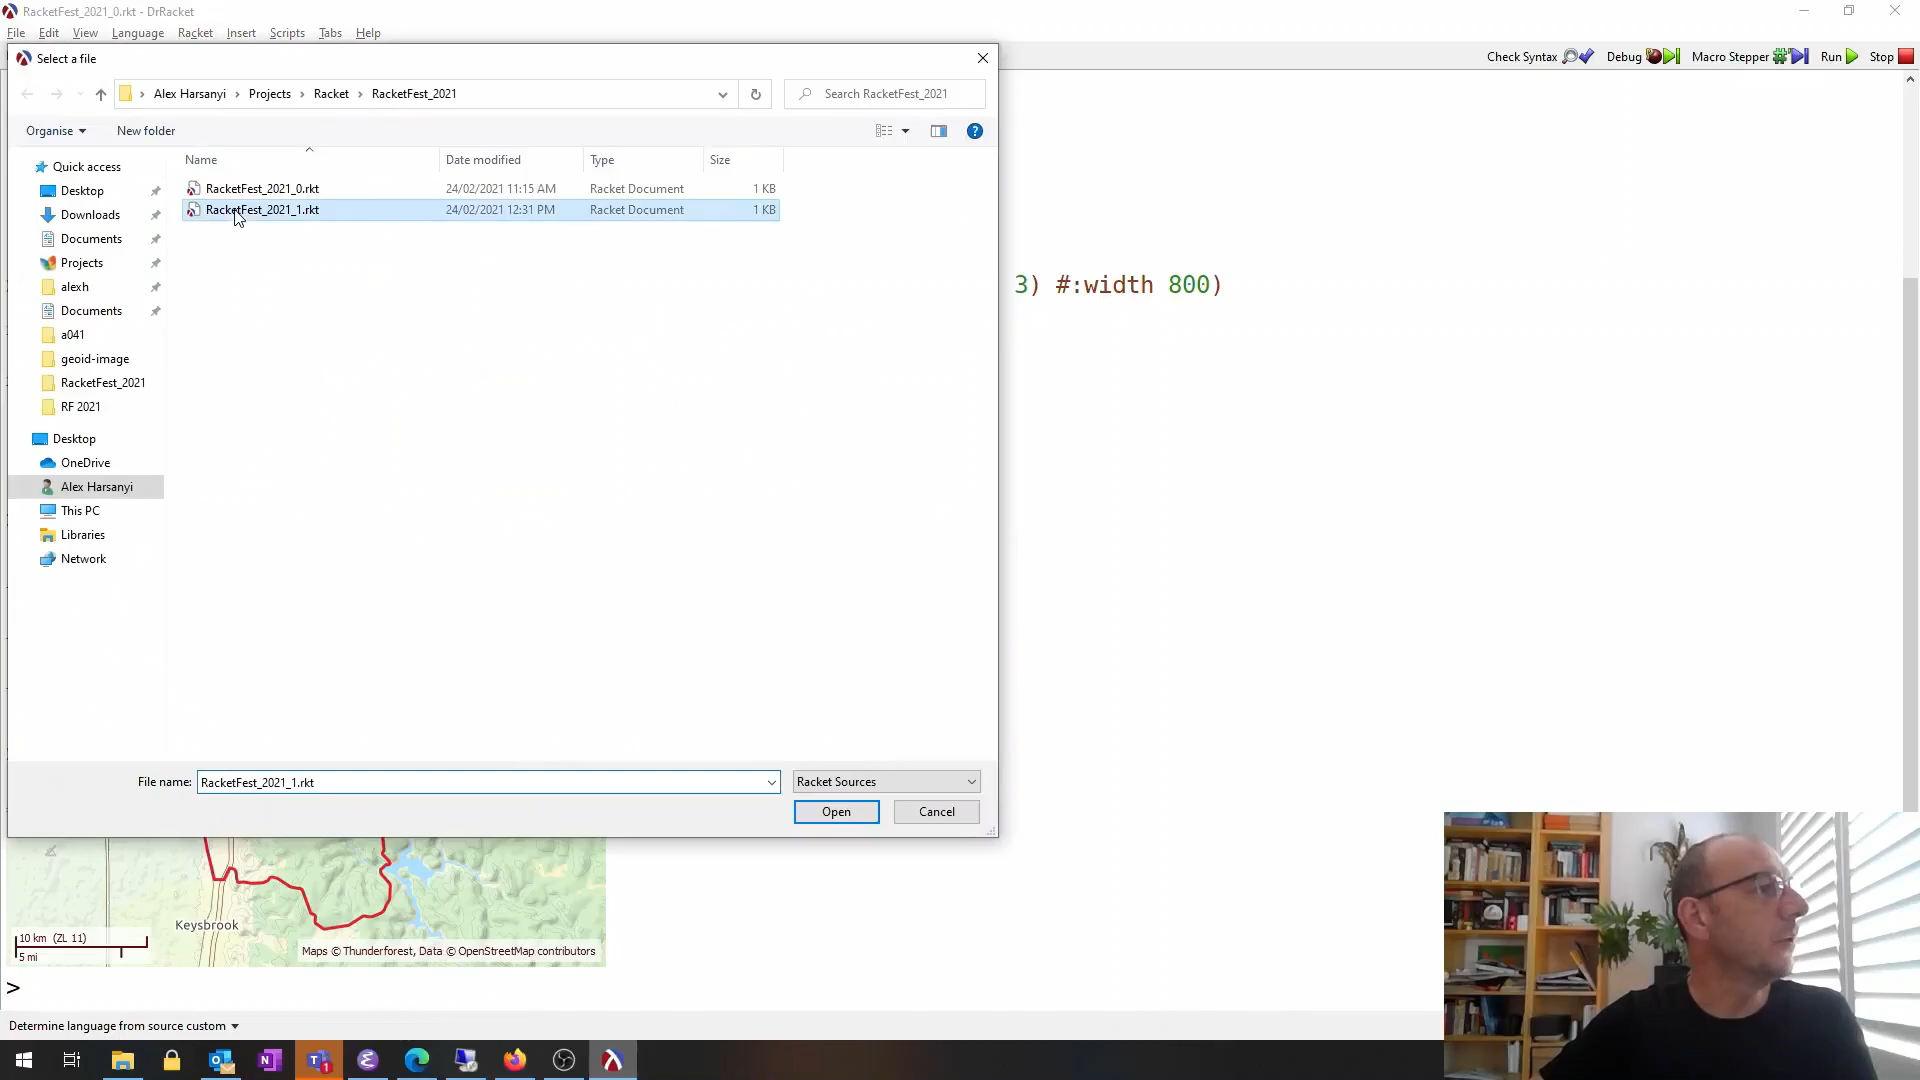 RacketFest_2021_0.rkt - DrRacket
File Edit View Language Racket Insert Scripts Tabs Help
Select a file
Check Syntax Debug Macro Stepper Run Stop
Alex Harsanyi › Projects › Racket › RacketFest_2021
Search RacketFest_2021
Organise New folder
Name Date modified Type Size
RacketFest_2021_0.rkt 24/02/2021 11:15 AM Racket Document 1 KB
RacketFest_2021_1.rkt 24/02/2021 12:31 PM Racket Document 1 KB
Quick access
Desktop
Downloads
Documents
Projects
alexh
Documents
a041
geoid-image
RacketFest_2021
RF 2021
Desktop
OneDrive
Alex Harsanyi
This PC
Libraries
Network
3) #:width 800)
File name: RacketFest_2021_1.rkt Racket Sources
Open Cancel
Keysbrook
10 km (ZL 11)
5 mi
Maps © Thunderforest, Data © OpenStreetMap contributors
>
Determine language from source custom